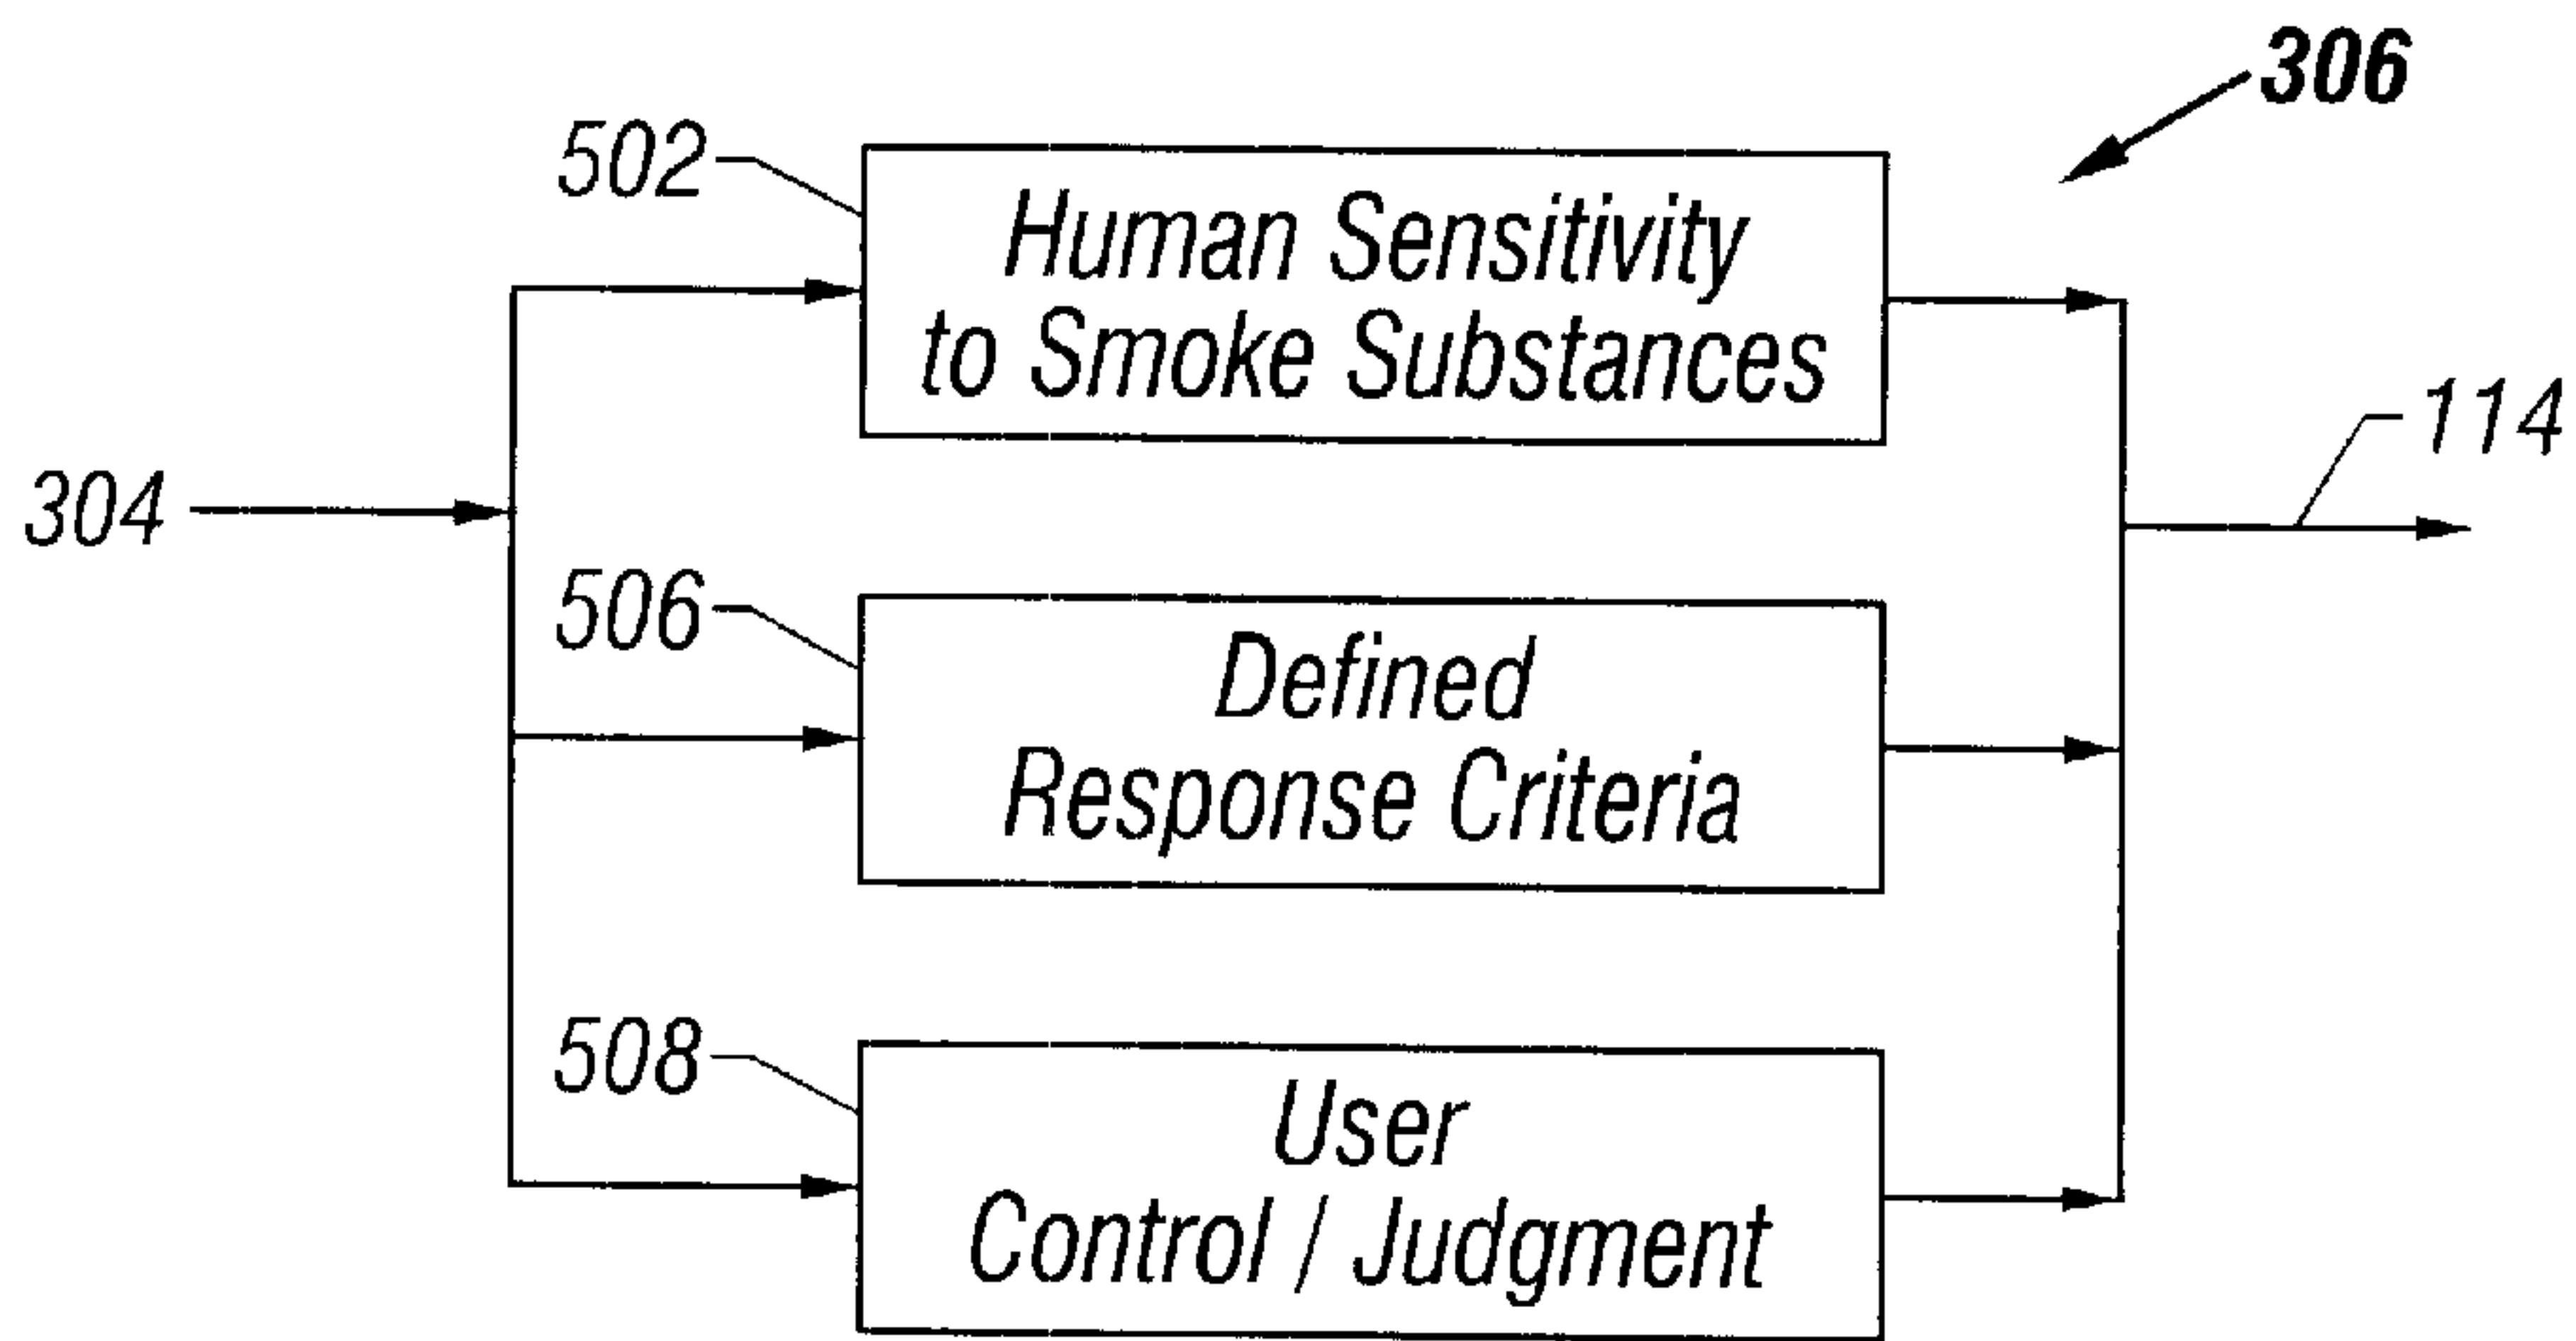 306
502
Human Sensitivity
to Smoke Substances
114
304
506
Defined
Response Criteria
508
User
Control / Judgment